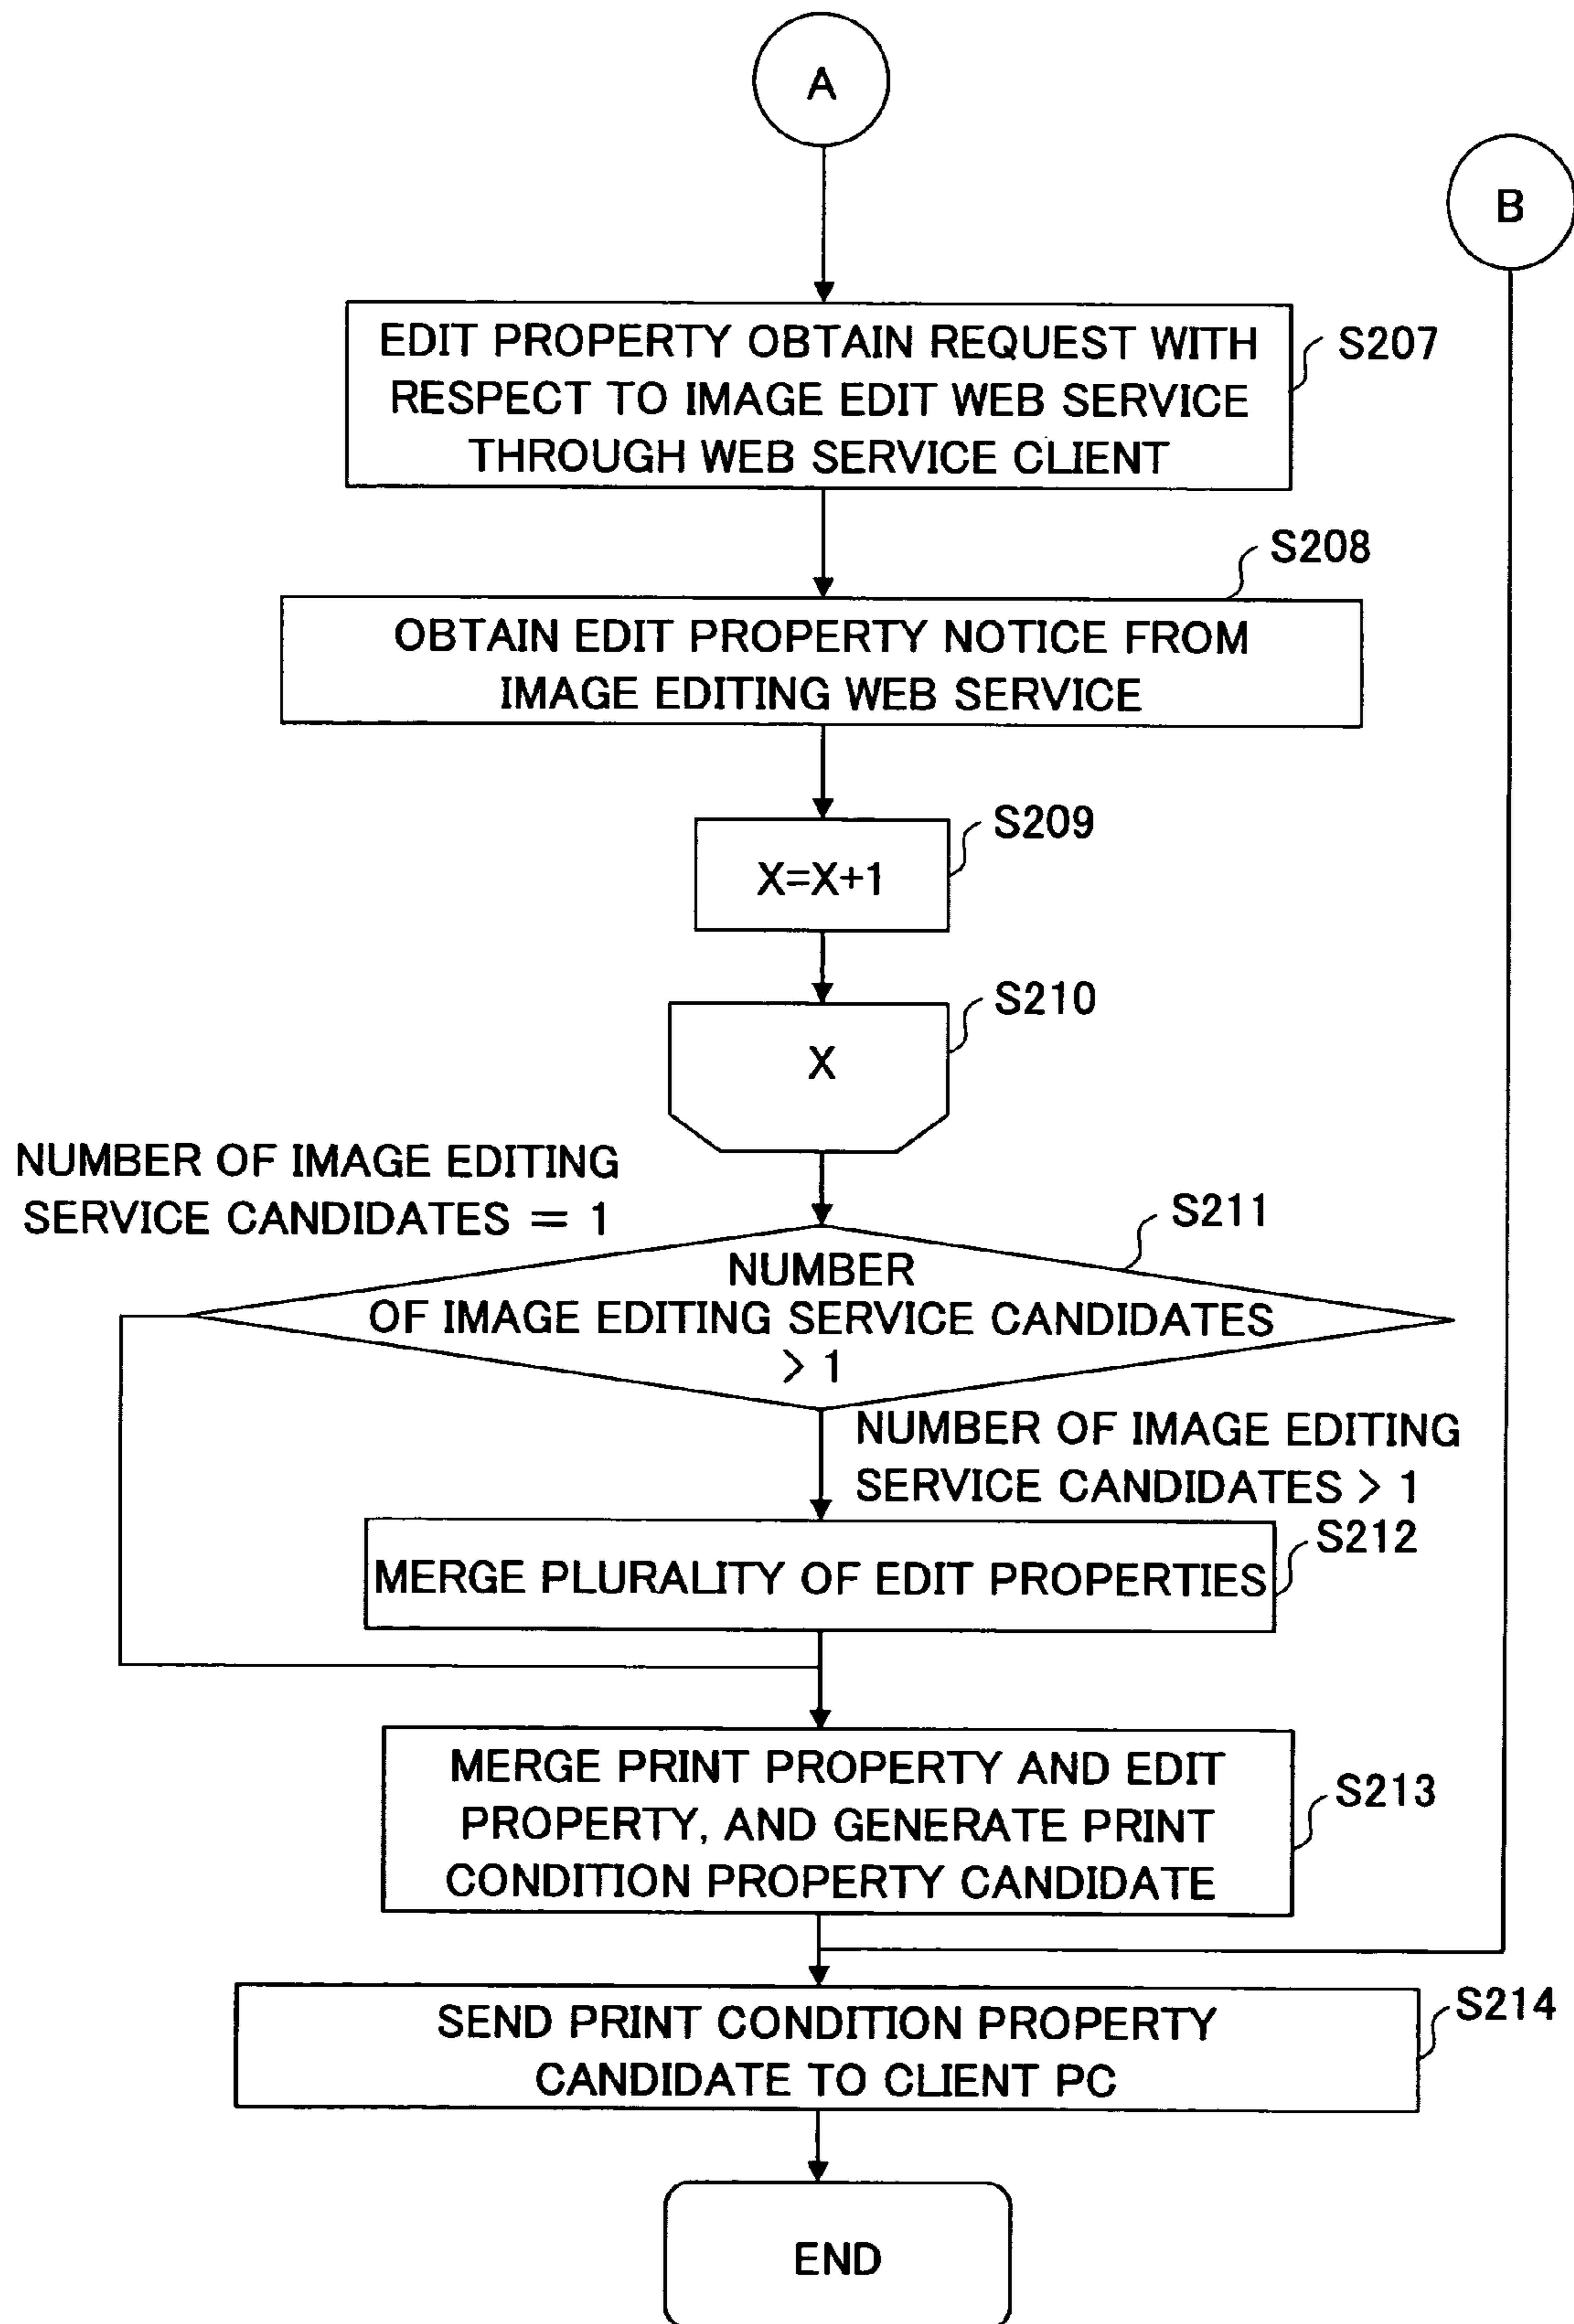 A
B
EDIT PROPERTY OBTAIN REQUEST WITH
RESPECT TO IMAGE EDIT WEB SERVICE
THROUGH WEB SERVICE CLIENT
S207
S208
OBTAIN EDIT PROPERTY NOTICE FROM
IMAGE EDITING WEB SERVICE
S209
X=X+1
S210
X
NUMBER OF IMAGE EDITING
SERVICE CANDIDATES = 1
S211
NUMBER
OF IMAGE EDITING SERVICE CANDIDATES
> 1
NUMBER OF IMAGE EDITING
SERVICE CANDIDATES > 1
S212
MERGE PLURALITY OF EDIT PROPERTIES
MERGE PRINT PROPERTY AND EDIT
PROPERTY, AND GENERATE PRINT
CONDITION PROPERTY CANDIDATE
S213
SEND PRINT CONDITION PROPERTY
CANDIDATE TO CLIENT PC
S214
END